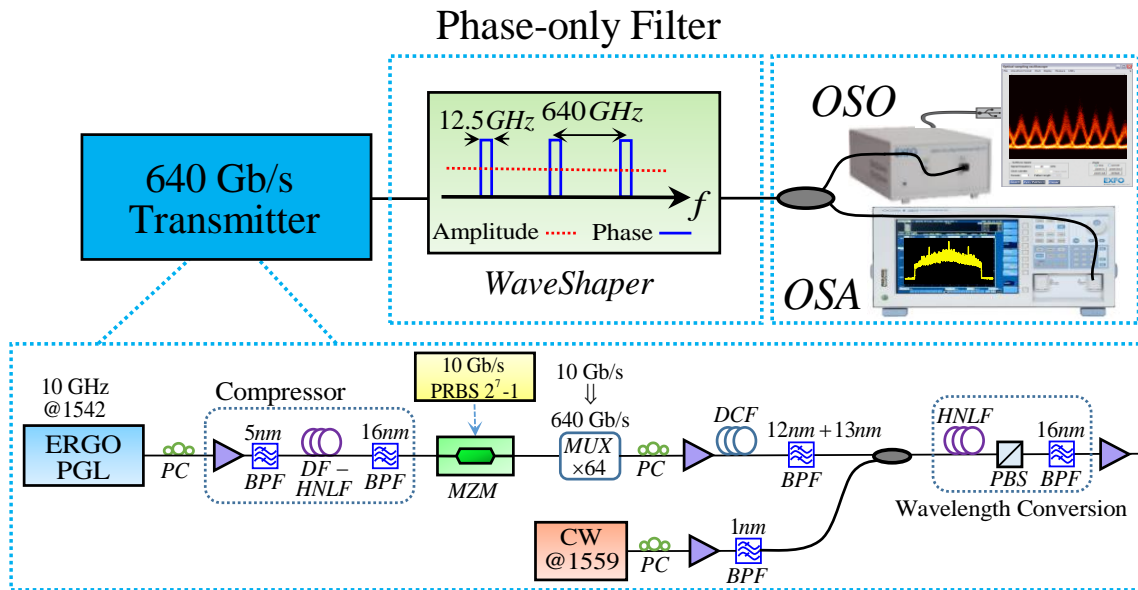 Phase-only Filter
640 Gb/s
Transmitter
12.5GHz
640GHz
f
Amplitude
Phase
WaveShaper
OSO
EXFO
EXFO
OSA
10 GHz
@1542
ERGO
PGL
PC
Compressor
5nm
BPF
DF –
HNLF
16nm
BPF
10 Gb/s
PRBS 2⁷-1
MZM
10 Gb/s
⇓
640 Gb/s
MUX
×64
PC
DCF
12nm+13nm
BPF
CW
@1559
PC
1nm
BPF
HNLF
PBS
16nm
BPF
Wavelength Conversion